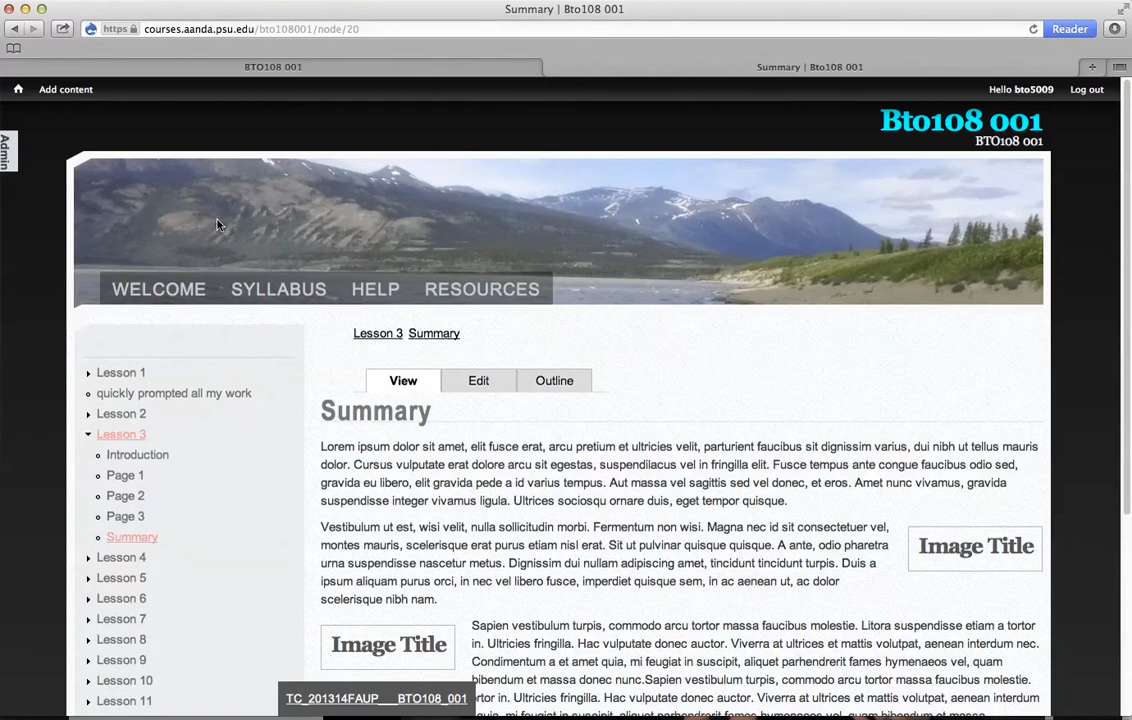 Summary | Bto108 001
https courses.aanda.psu.edu/bto108001/node/20
Reader
BTO108 001
Summary | Bto108 001
Add content
Hello bto5009
Log out
Admin
Bto108 001
BTO108 001
WELCOME SYLLABUS HELP RESOURCES
Lesson 3 Summary
View Edit Outline
Summary
Lesson 1
quickly prompted all my work
Lesson 2
Lesson 3
Introduction
Page 1
Page 2
Page 3
Summary
Lesson 4
Lesson 5
Lesson 6
Lesson 7
Lesson 8
Lesson 9
Lesson 10
Lesson 11
Lorem ipsum dolor sit amet, elit fusce erat, arcu pretium et ultricies velit, parturient faucibus sit dignissim varius, dui nibh ut tellus mauris
dolor. Cursus vulputate erat dolore arcu sit egestas, suspendilacus vel in fringilla elit. Fusce tempus ante congue faucibus odio sed,
gravida eu libero, elit gravida pede a id varius tempus. Aut massa vel sagittis sed vel donec, et eros. Amet nunc vivamus, gravida
suspendisse integer vivamus ligula. Ultrices sociosqu ornare duis, eget tempor quisque.
Vestibulum ut est, wisi velit, nulla sollicitudin morbi. Fermentum non wisi. Magna nec id sit consectetuer vel,
montes mauris, scelerisque erat purus etiam nisl erat. Sit ut pulvinar quisque quisque. A ante, odio pharetra
urna suspendisse nascetur metus. Dignissim dui nullam adipiscing amet, tincidunt tincidunt turpis. Duis a
ipsum aliquam purus orci, in nec vel libero fusce, imperdiet quisque sem, in ac aenean ut, ac dolor
scelerisque nibh nam.
Image Title
Image Title
Sapien vestibulum turpis, commodo arcu tortor massa faucibus molestie. Litora suspendisse etiam a tortor
in. Ultricies fringilla. Hac vulputate donec auctor. Viverra at ultrices et mattis volutpat, aenean interdum nec.
Condimentum a et amet quia, mi feugiat in suscipit, aliquet parturient fames hymenaeos vel, quam
bibendum et massa donec nunc.Sapien vestibulum turpis, commodo arcu tortor massa faucibus molestie.
TC_201314FAUP___BTO108_001